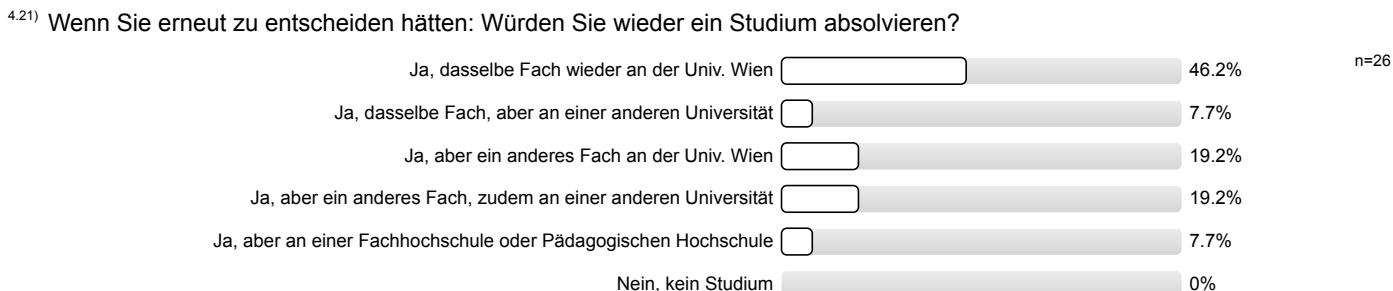 4.21) Wenn Sie erneut zu entscheiden hätten: Würden Sie wieder ein Studium absolvieren?
n=26
Ja, dasselbe Fach wieder an der Univ. Wien 46.2%
Ja, dasselbe Fach, aber an einer anderen Universität 7.7%
Ja, aber ein anderes Fach an der Univ. Wien 19.2%
Ja, aber ein anderes Fach, zudem an einer anderen Universität 19.2%
Ja, aber an einer Fachhochschule oder Pädagogischen Hochschule 7.7%
Nein, kein Studium 0%